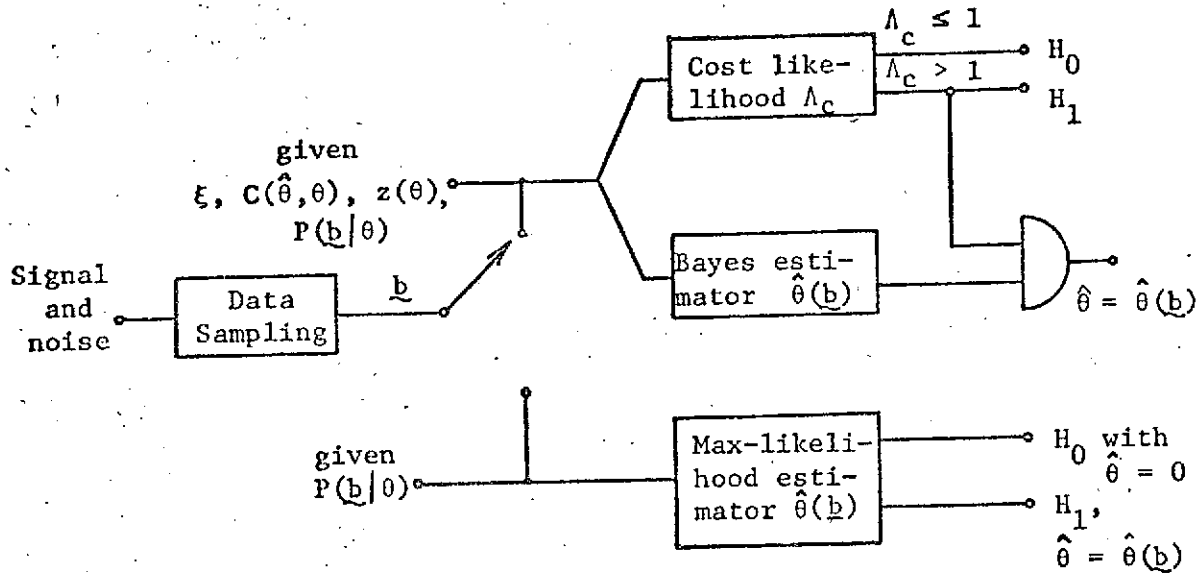 Λc ≤ 1
H0
Cost like-
lihood Λc
Λc > 1
H1
given
ξ, C(θ̂,θ), z(θ),
P(b̰|θ)
Signal
and
noise
Data
Sampling
b̰
Bayes esti-
mator θ̂(b̰)
θ̂ = θ̂(b̰)
given
P(b̰|θ)
Max-likeli-
hood esti-
mator θ̂(b̰)
H0 with
θ̂ = 0
H1,
θ̂ = θ̂(b̰)